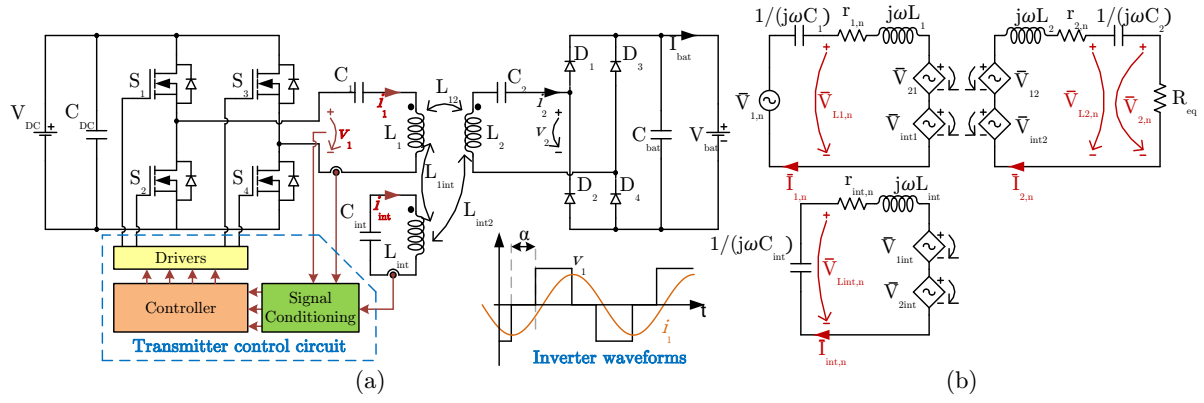 V_DC
C_DC
S_1
S_2
S_3
S_4
C_1
i_1
v_1
L_1
L_12
L_2
C_2
i_2
v_2
D_1
D_3
D_2
D_4
I_bat
C_bat
V_bat
L_1int
L_int2
C_int
i_int
L_int
Drivers
Controller
Signal
Conditioning
Transmitter control circuit
α
v_1
i_1
t
Inverter waveforms
(a)
1/(jωC_1)
r_1,n
jωL_1
V̄_1,n
V̄_L1,n
V̄_21
V̄_int1
Ī_1,n
jωL_2
r_2,n
1/(jωC_2)
V̄_12
V̄_int2
V̄_L2,n
V̄_2,n
R_eq
Ī_2,n
r_int,n
jωL_int
1/(jωC_int)
V̄_Lint,n
V̄_1int
V̄_2int
Ī_int,n
(b)